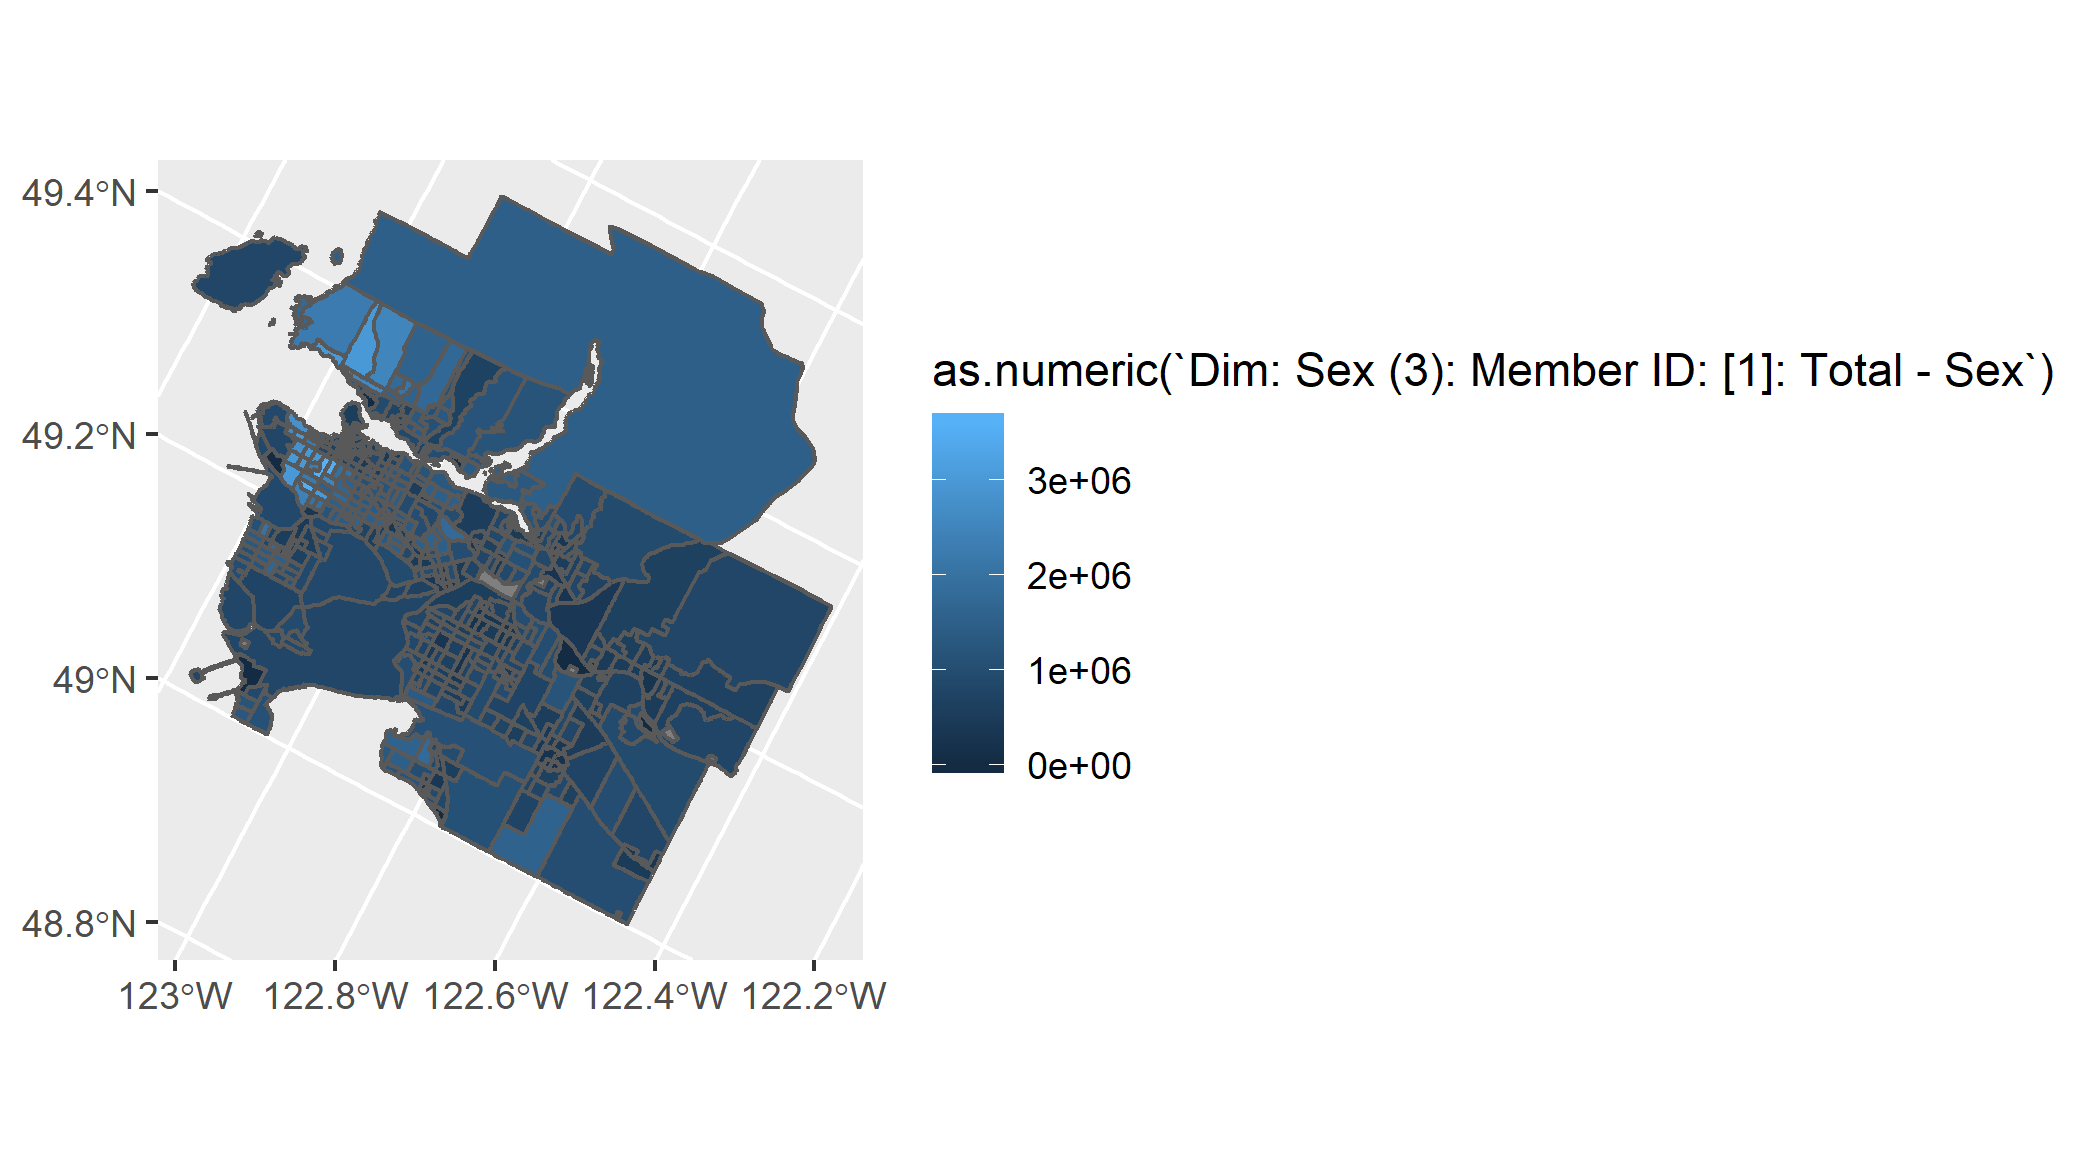 49.4°N
49.2°N
49°N
48.8°N
123°W 122.8°W 122.6°W 122.4°W 122.2°W
as.numeric(`Dim: Sex (3): Member ID: [1]: Total - Sex`)
3e+06
2e+06
1e+06
0e+00